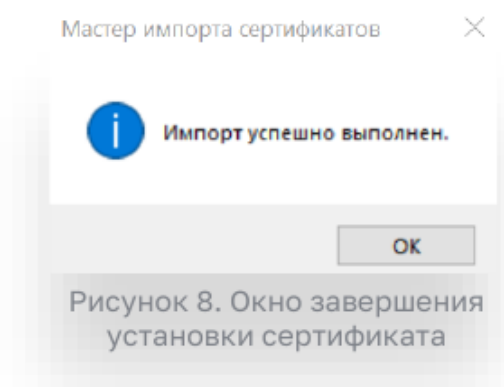 Мастер импорта сертификатов
Импорт успешно выполнен.
ОК
Рисунок 8. Окно завершения
установки сертификата